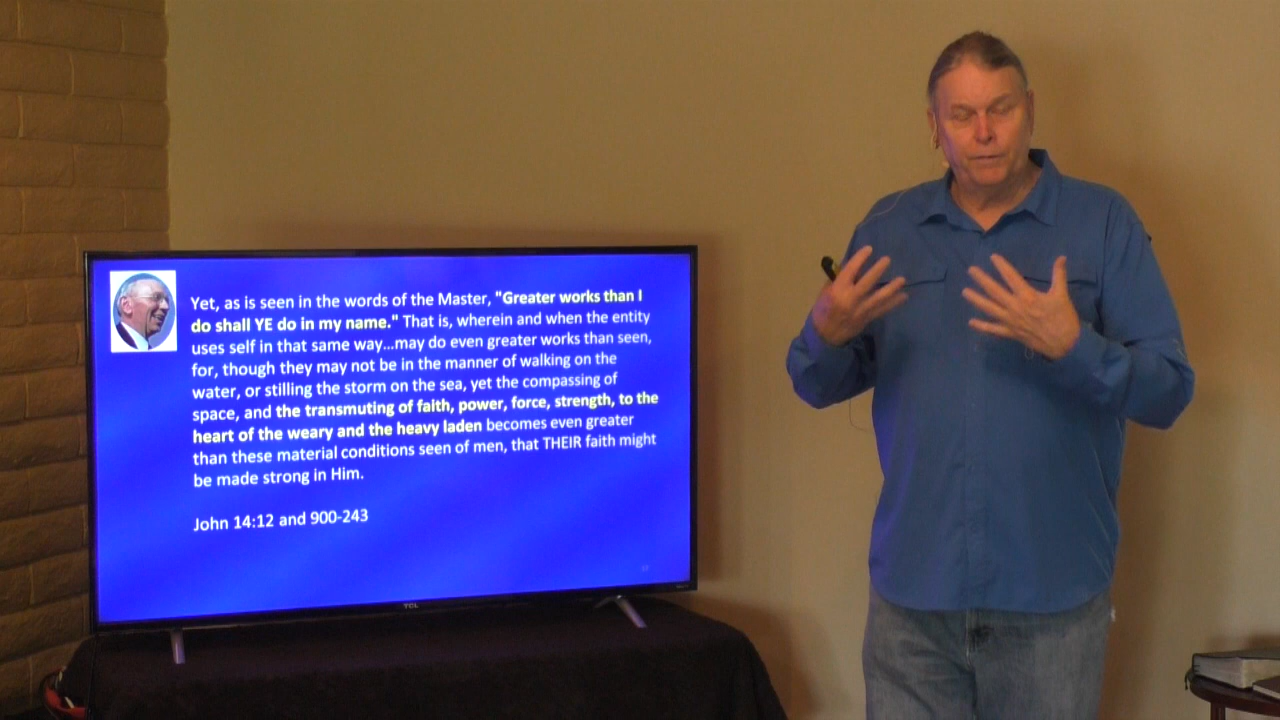 Yet, as is seen in the words of the Master, "Greater works than I
do shall YE do in my name." That is, wherein and when the entity
uses self in that same way...may do even greater works than seen,
for, though they may not be in the manner of walking on the
water, or stilling the storm on the sea, yet the compassing of
space, and the transmuting of faith, power, force, strength, to the
heart of the weary and the heavy laden becomes even greater
than these material conditions seen of men, that THEIR faith might
be made strong in Him.
John 14:12 and 900-243
TCL